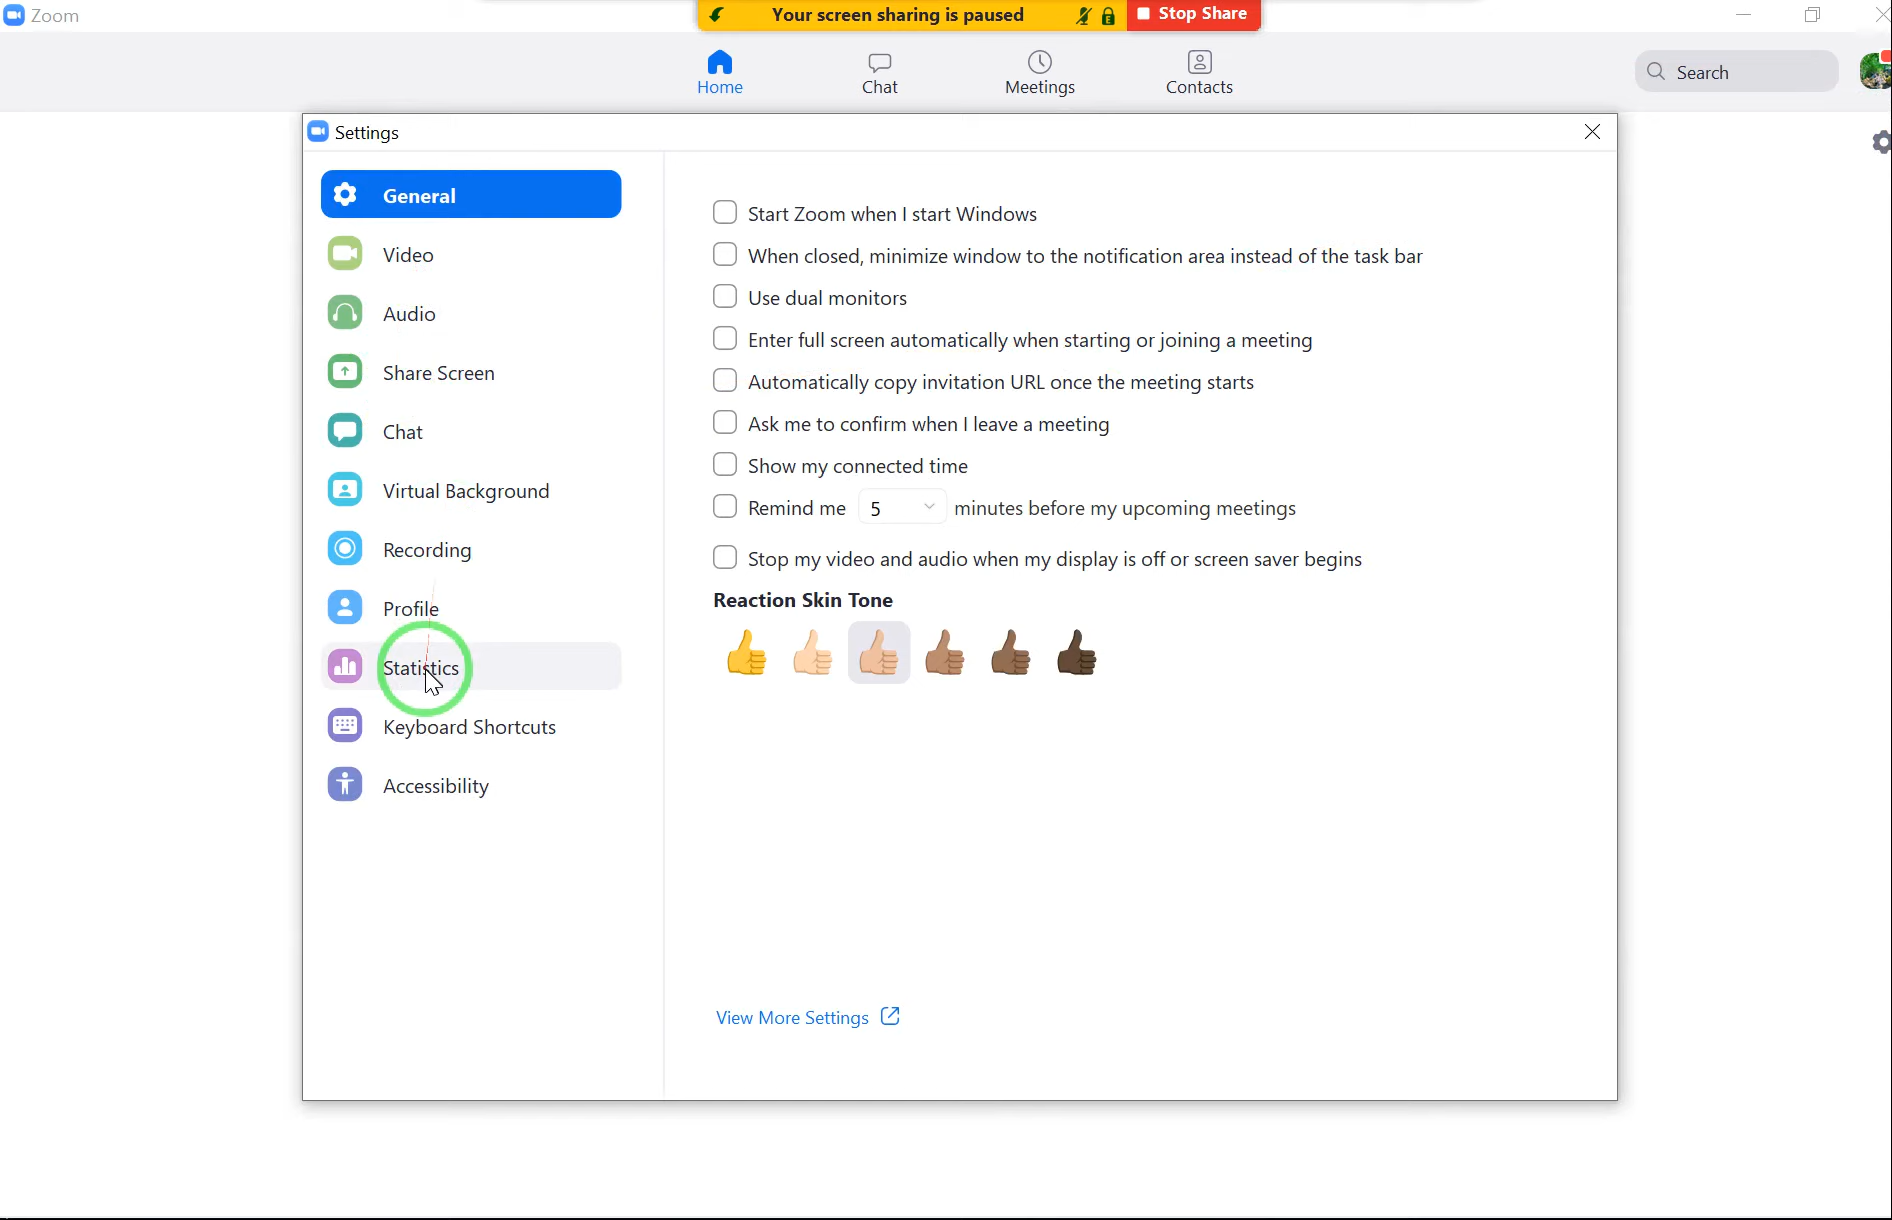 Zoom
Your screen sharing is paused
Stop Share
Home
Chat
Meetings
Contacts
Search
Settings
General
Video
Audio
Share Screen
Chat
Virtual Background
Recording
Profile
Statistics
Keyboard Shortcuts
Accessibility
Start Zoom when I start Windows
When closed, minimize window to the notification area instead of the task bar
Use dual monitors
Enter full screen automatically when starting or joining a meeting
Automatically copy invitation URL once the meeting starts
Ask me to confirm when I leave a meeting
Show my connected time
Remind me 5 minutes before my upcoming meetings
Stop my video and audio when my display is off or screen saver begins
Reaction Skin Tone
View More Settings